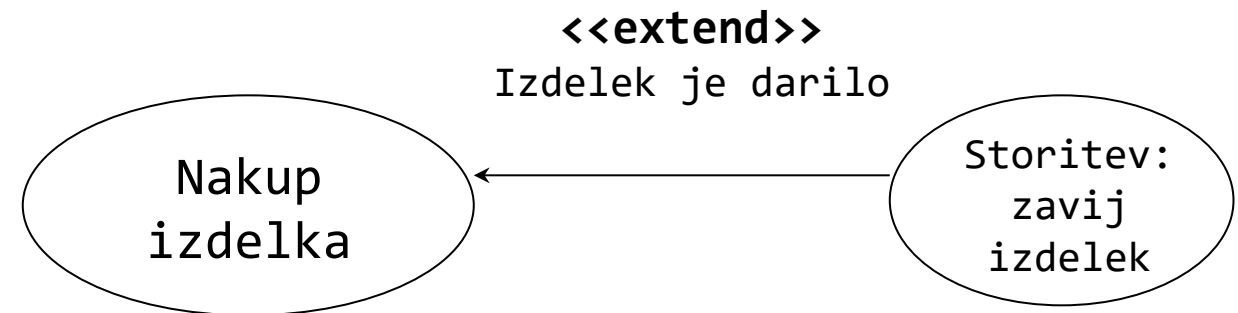 <<extend>>
Izdelek je darilo
Nakup
izdelka
Storitev:
zavij
izdelek